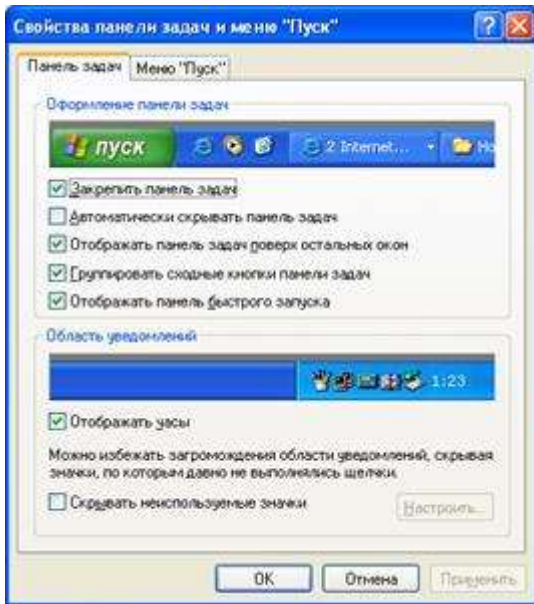 Свойства панели задач и меню "Пуск"
Панель задач
Меню "Пуск"
Оформление панели задач
пуск
2 Internet...
Но
Закрепить панель задач
Автоматически скрывать панель задач
Отображать панель задач поверх остальных окон
Группировать сходные кнопки панели задач
Отображать панель быстрого запуска
Область уведомлений
1:23
Отображать часы
Можно избежать загромождения области уведомлений, скрывая
значки, по которым давно не выполнялись щелчки.
Скрывать неиспользуемые значки
Настроить...
OK
Отмена
Применить